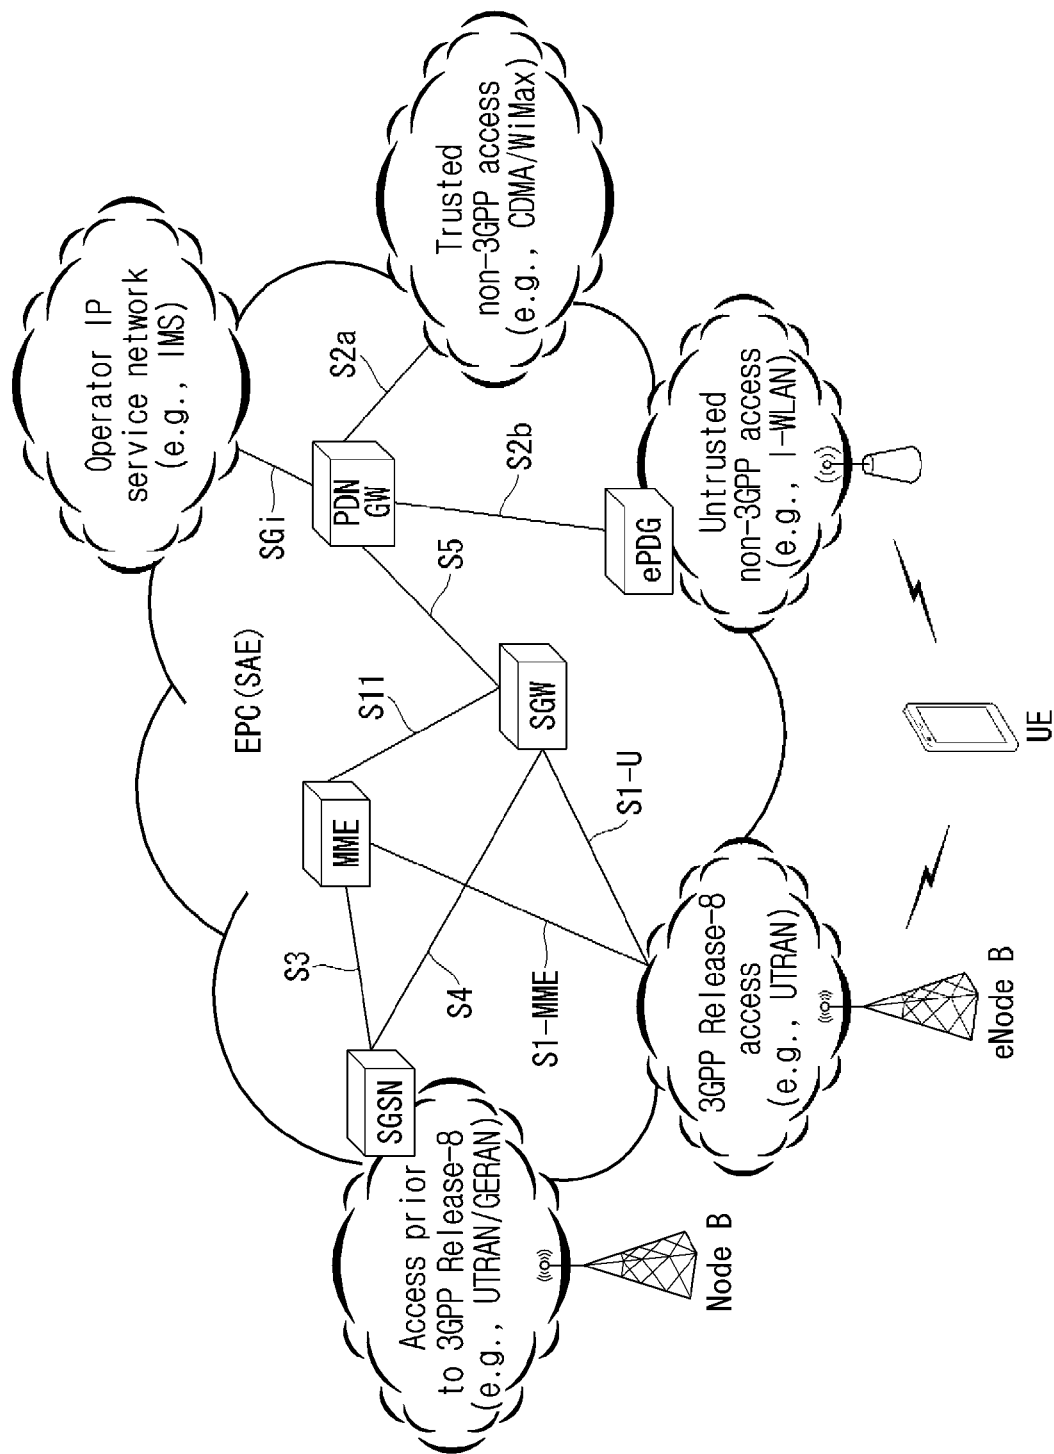 Operator IP
service network
(e.g., IMS)
EPC(SAE)
SGi
S2a
Trusted
non-3GPP access
(e.g., CDMA/WiMax)
PDN
GW
S5
S2b
S11
MME
S3
SGSN
SGW
S4
S1-MME
S1-U
ePDG
Access prior
to 3GPP Release-8
(e.g., UTRAN/GERAN)
3GPP Release-8
access
(e.g., UTRAN)
Untrusted
non-3GPP access
(e.g., I-WLAN)
Node B
eNode B
UE